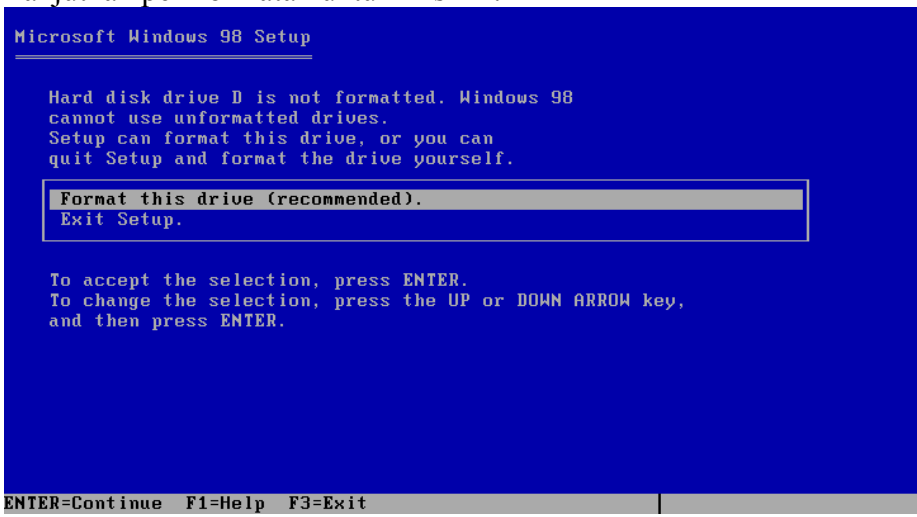 Microsoft Windows 98 Setup
Hard disk drive D is not formatted. Windows 98
cannot use unformatted drives.
Setup can format this drive, or you can
quit Setup and format the drive yourself.
Format this drive (recommended).
Exit Setup.
To accept the selection, press ENTER.
To change the selection, press the UP or DOWN ARROW key,
and then press ENTER.
ENTER=Continue F1=Help F3=Exit